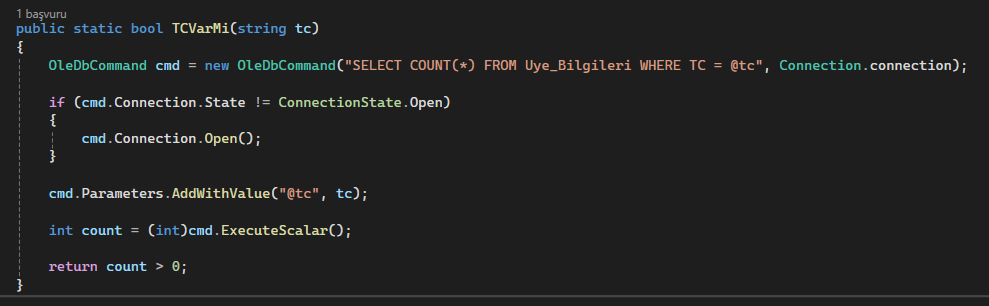 1 başvuru
public static bool TCVarMi(string tc)
{
    OleDbCommand cmd = new OleDbCommand("SELECT COUNT(*) FROM Uye_Bilgileri WHERE TC = @tc", Connection.connection);

    if (cmd.Connection.State != ConnectionState.Open)
    {
        cmd.Connection.Open();
    }

    cmd.Parameters.AddWithValue("@tc", tc);

    int count = (int)cmd.ExecuteScalar();

    return count > 0;
}